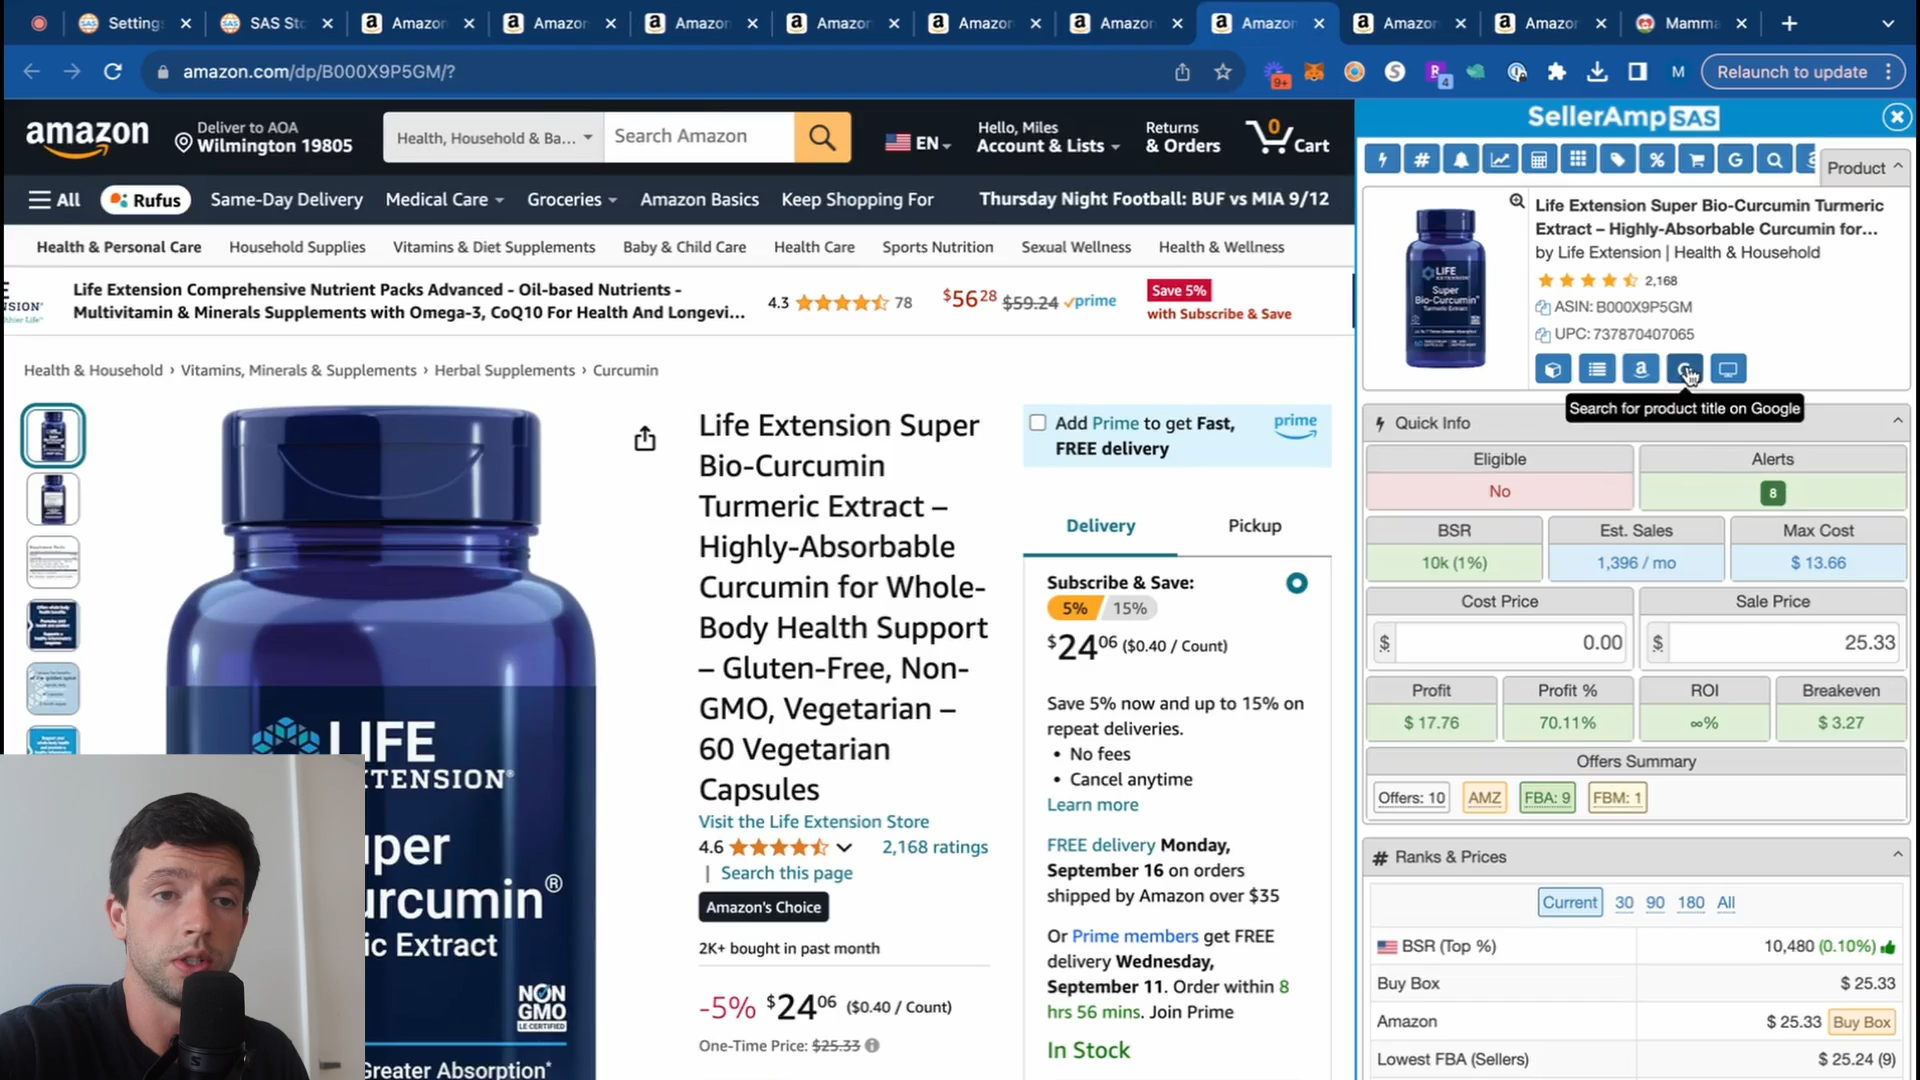 Setting
SAS Sto
Amazon
Amazon
Amazon
Amazon
Amazon
Amazon
Amazon
Amazon
Amazon
Mamma
amazon.com/dp/B000X9P5GM/?
9+
4
M
Relaunch to update
amazon
Deliver to AOA
Wilmington 19805
Health, Household & Ba...
Search Amazon
EN
Hello, Miles
Account & Lists
Returns
& Orders
0
Cart
All
Rufus
Same-Day Delivery
Medical Care
Groceries
Amazon Basics
Keep Shopping For
Thursday Night Football: BUF vs MIA 9/12
Health & Personal Care
Household Supplies
Vitamins & Diet Supplements
Baby & Child Care
Health Care
Sports Nutrition
Sexual Wellness
Health & Wellness
Life Extension Comprehensive Nutrient Packs Advanced - Oil-based Nutrients -
Multivitamin & Minerals Supplements with Omega-3, CoQ10 For Health And Longevi...
4.3
78
$56 28
$59.24
prime
Save 5%
with Subscribe & Save
Health & Household › Vitamins, Minerals & Supplements › Herbal Supplements › Curcumin
Life Extension Super
Bio-Curcumin
Turmeric Extract –
Highly-Absorbable
Curcumin for Whole-
Body Health Support
– Gluten-Free, Non-
GMO, Vegetarian –
60 Vegetarian
Capsules
Visit the Life Extension Store
4.6
2,168 ratings
| Search this page
Amazon's Choice
2K+ bought in past month
-5% $24 06 ($0.40 / Count)
One-Time Price: $25.33
LIFE
EXTENSION®
uper
urcumin®
ic Extract
NON
GMO
LE CERTIFIED
Greater Absorption*
Add Prime to get Fast,
FREE delivery
prime
Delivery
Pickup
Subscribe & Save:
5%
15%
$24 06 ($0.40 / Count)
Save 5% now and up to 15% on
repeat deliveries.
• No fees
• Cancel anytime
Learn more
FREE delivery Monday,
September 16 on orders
shipped by Amazon over $35
Or Prime members get FREE
delivery Wednesday,
September 11. Order within 8
hrs 56 mins. Join Prime
In Stock
SellerAmp SAS
Product
Life Extension Super Bio-Curcumin Turmeric
Extract – Highly-Absorbable Curcumin for...
by Life Extension | Health & Household
2,168
ASIN: B000X9P5GM
UPC: 737870407065
LIFE
Super
Bio-Curcumin
Search for product title on Google
Quick Info
Eligible
No
Alerts
8
BSR
10k (1%)
Est. Sales
1,396 / mo
Max Cost
$ 13.66
Cost Price
$ 0.00
Sale Price
$ 25.33
Profit
$ 17.76
Profit %
70.11%
ROI
∞%
Breakeven
$ 3.27
Offers Summary
Offers: 10
AMZ
FBA: 9
FBM: 1
Ranks & Prices
Current
30
90
180
All
BSR (Top %)
10,480 (0.10%)
Buy Box
$ 25.33
Amazon
$ 25.33
Buy Box
Lowest FBA (Sellers)
$ 25.24 (9)